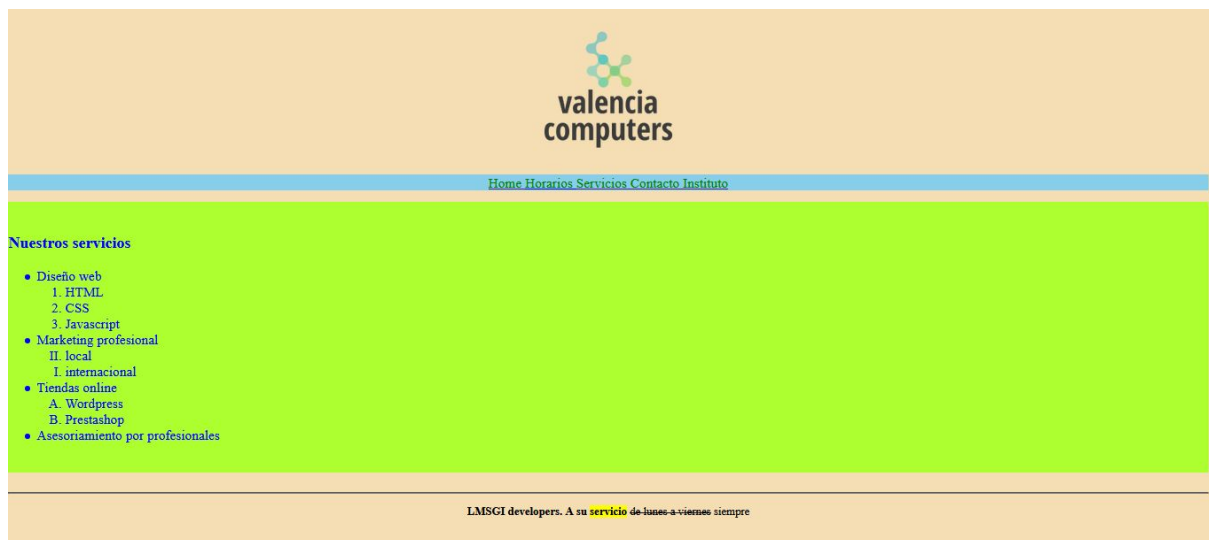 valencia
computers
Home Horarios Servicios Contacto Instituto
Nuestros servicios
• Diseño web
1. HTML
2. CSS
3. Javascript
• Marketing profesional
II. local
I. internacional
• Tiendas online
A. Wordpress
B. Prestashop
• Asesoriamiento por profesionales
LMSGI developers. A su servicio de lunes a viernes siempre